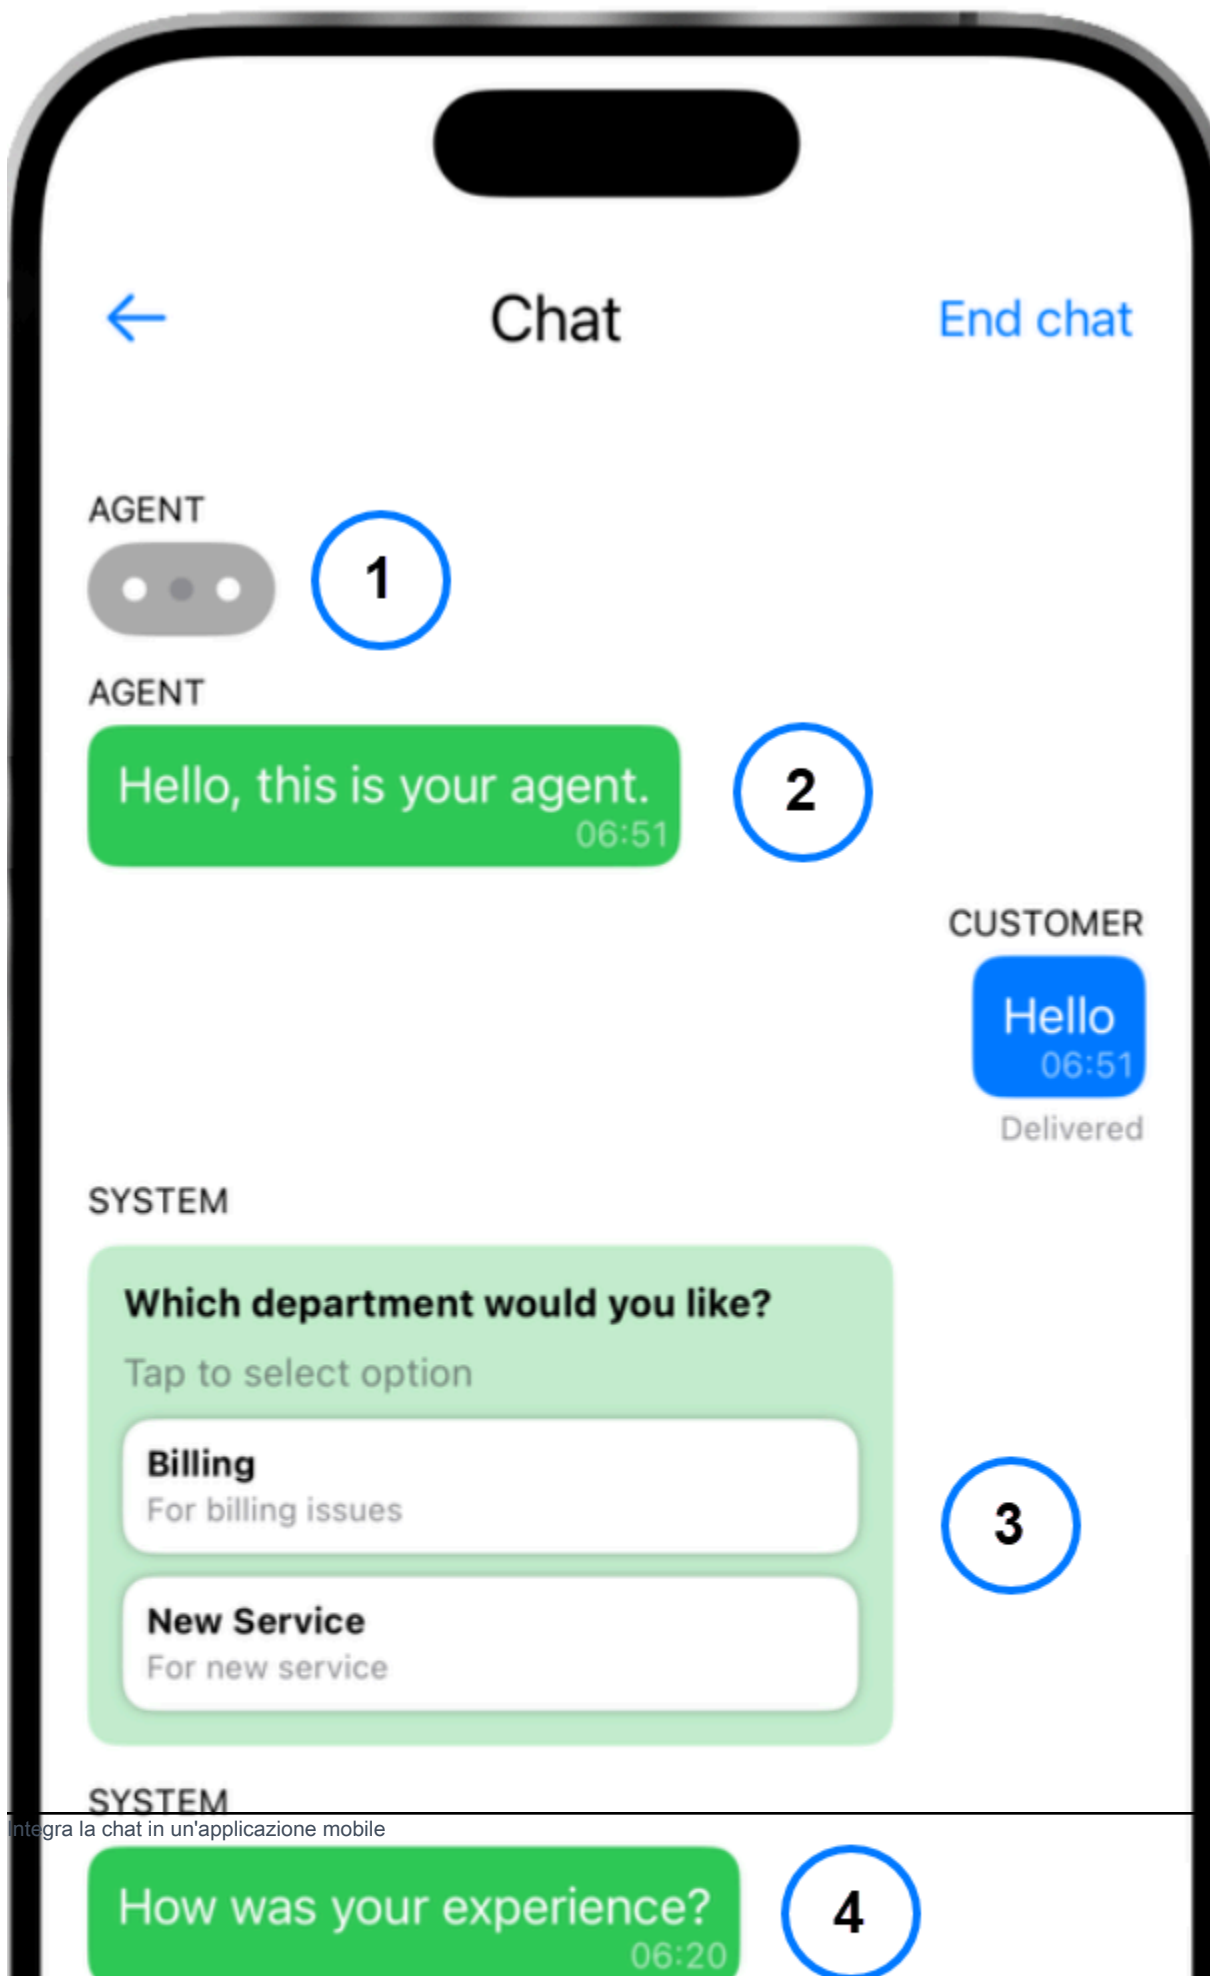 Chat
End chat
AGENT
1
AGENT
Hello, this is your agent.
06:51
2
CUSTOMER
Hello
06:51
Delivered
SYSTEM
Which department would you like?
Tap to select option
Billing
For billing issues
3
New Service
For new service
SYSTEM
Integra la chat in un'applicazione mobile
How was your experience?
06:20
4